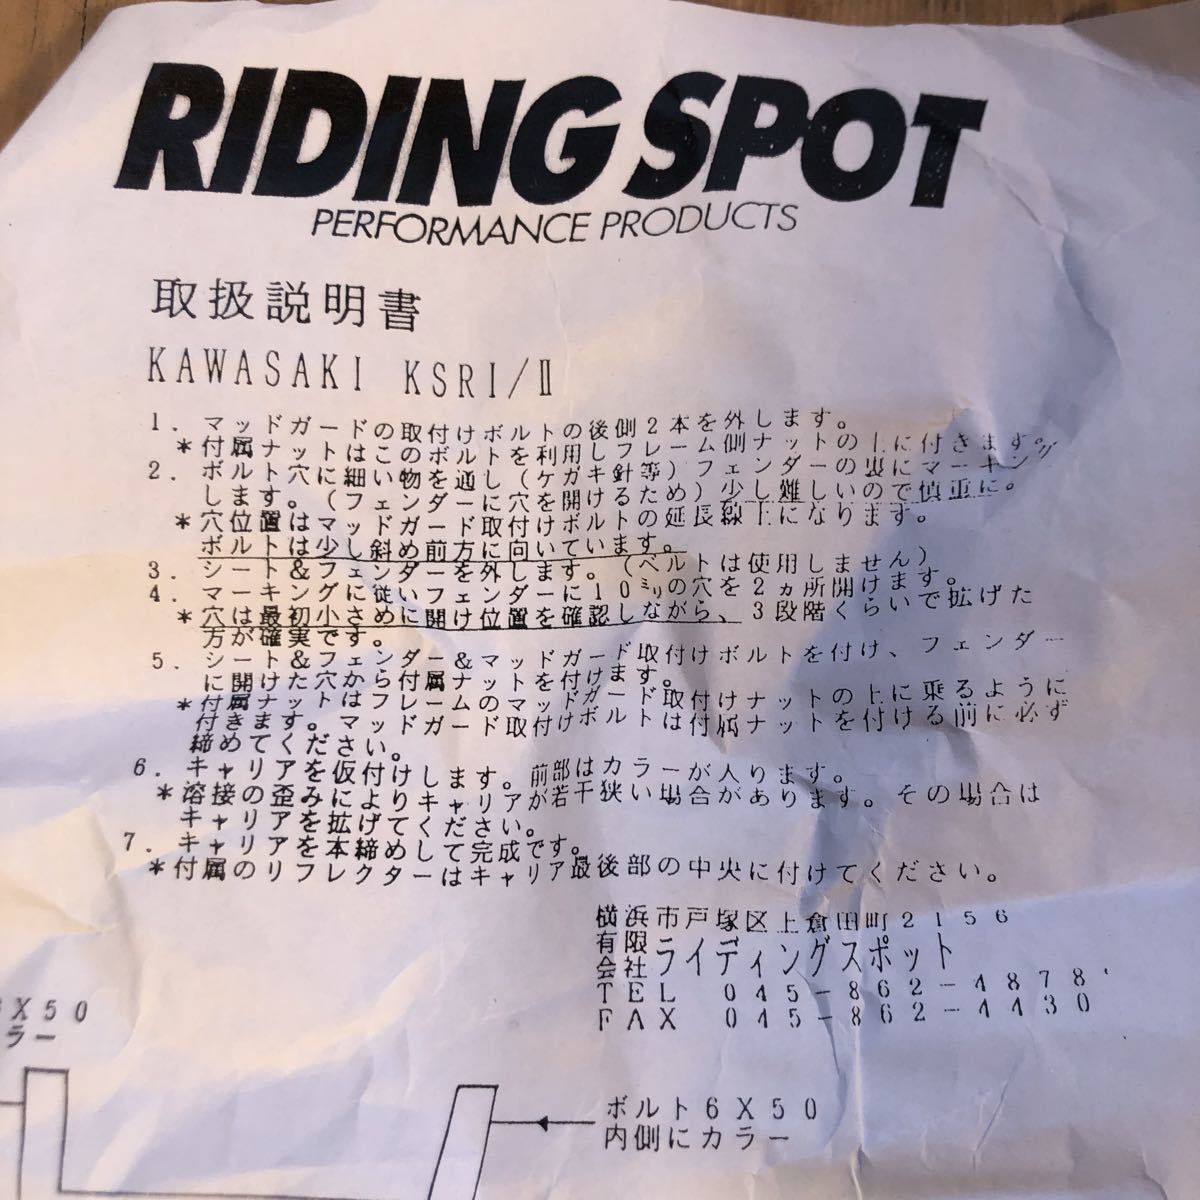 RIDING SPOT
PERFORMANCE PRODUCTS
取扱説明書
KAWASAKI KSRI/Ⅱ
1. マッドガードの取付けボルトの後側2本を外します。
*付属ナットはこのボルトを利用しフレーム側ナットの上に付きます。
2. ボルト穴に細い物を通し(ケガキ針等)フェンダーの裏にマーキング
します。(フェンダーに穴を開けるため)少し難しいので慎重に。
*穴位置はマッドガード取付けボルトの延長線上になります。
ボルトは少し斜め前方に向いています。
3. シート&フェンダーを外します。(ベルトは使用しません)
4. マーキングに従いフェンダーに10㍉の穴を2ヵ所開けます。
*穴は最初小さめに開け位置を確認しながら、3段階くらいで拡げた
方が確実です。
5. シート&フェンダー&マッドガード取付けボルトを付け、フェンダー
に開けた穴から付属ナットを付けます。
*付属ナットはフレームのマッドガード取付けナットの上に乗るように
付きます。マッドガード取付けボルトは付属ナットを付ける前に必ず
締めてください。
6. キャリアを仮付けします。前部はカラーが入ります。
*溶接の歪みによりキャリアが若干狭い場合があります。その場合は
キャリアを拡げてください。
7. キャリアを本締めして完成です。
*付属のリフレクターはキャリア最後部の中央に付けてください。
横浜市戸塚区上倉田町2156
有限会社ライディングスポット
TEL 045-862-4878
FAX 045-862-4430
X50
ラー
ボルト6X50
内側にカラー